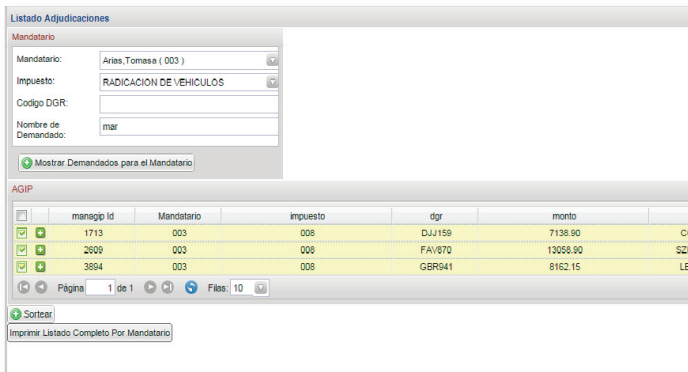 Listado Adjudicaciones
Mandatario
Mandatario: Arias,Tomasa ( 003 )
Impuesto: RADICACION DE VEHICULOS
Codigo DGR:
Nombre de
Demandado: mar
Mostrar Demandados para el Mandatario
AGIP
managip Id Mandatario impuesto dgr monto
1713 003 008 DJJ159 7138.90
2609 003 008 FAV870 13058.90 SZ
3894 003 008 GBR941 8162.15 LE
Página 1 de 1 Filas: 10
Sortear
Imprimir Listado Completo Por Mandatario